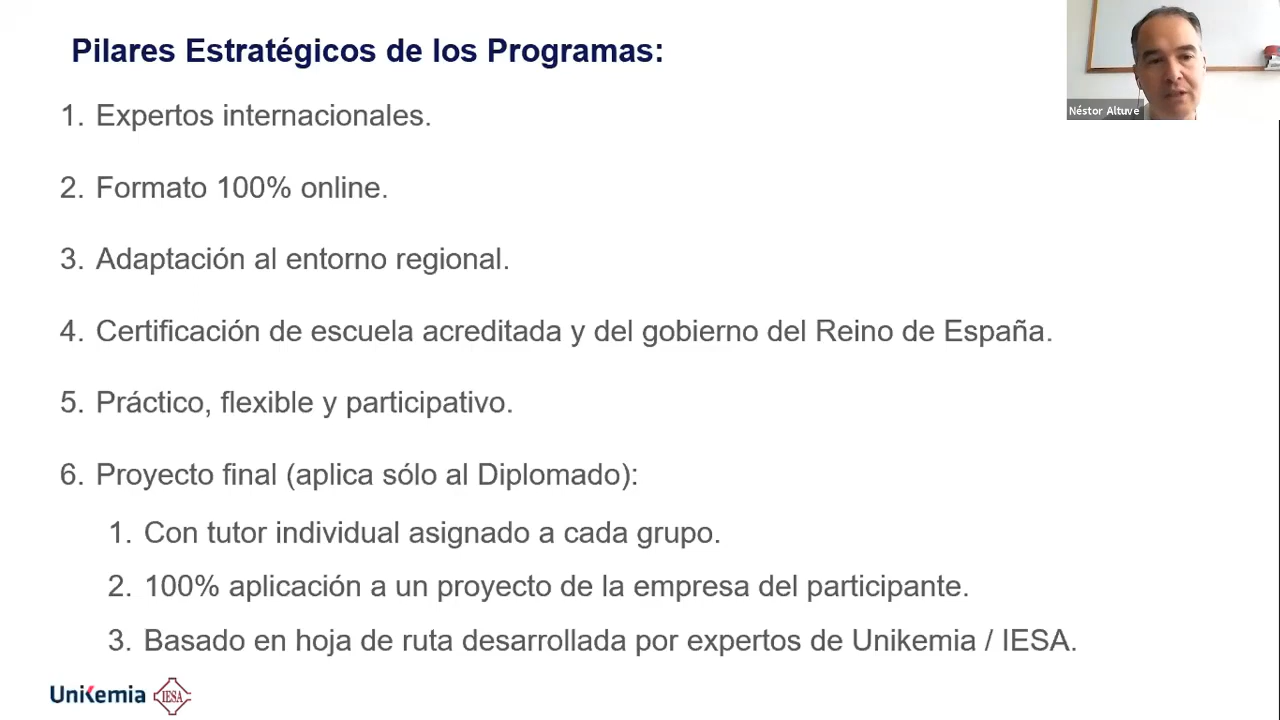 Pilares Estratégicos de los Programas:
Néstor Altuve
1. Expertos internacionales.
2. Formato 100% online.
3. Adaptación al entorno regional.
4. Certificación de escuela acreditada y del gobierno del Reino de España.
5. Práctico, flexible y participativo.
6. Proyecto final (aplica sólo al Diplomado):
1. Con tutor individual asignado a cada grupo.
2. 100% aplicación a un proyecto de la empresa del participante.
3. Basado en hoja de ruta desarrollada por expertos de Unikemia / IESA.
UniKemia IESA